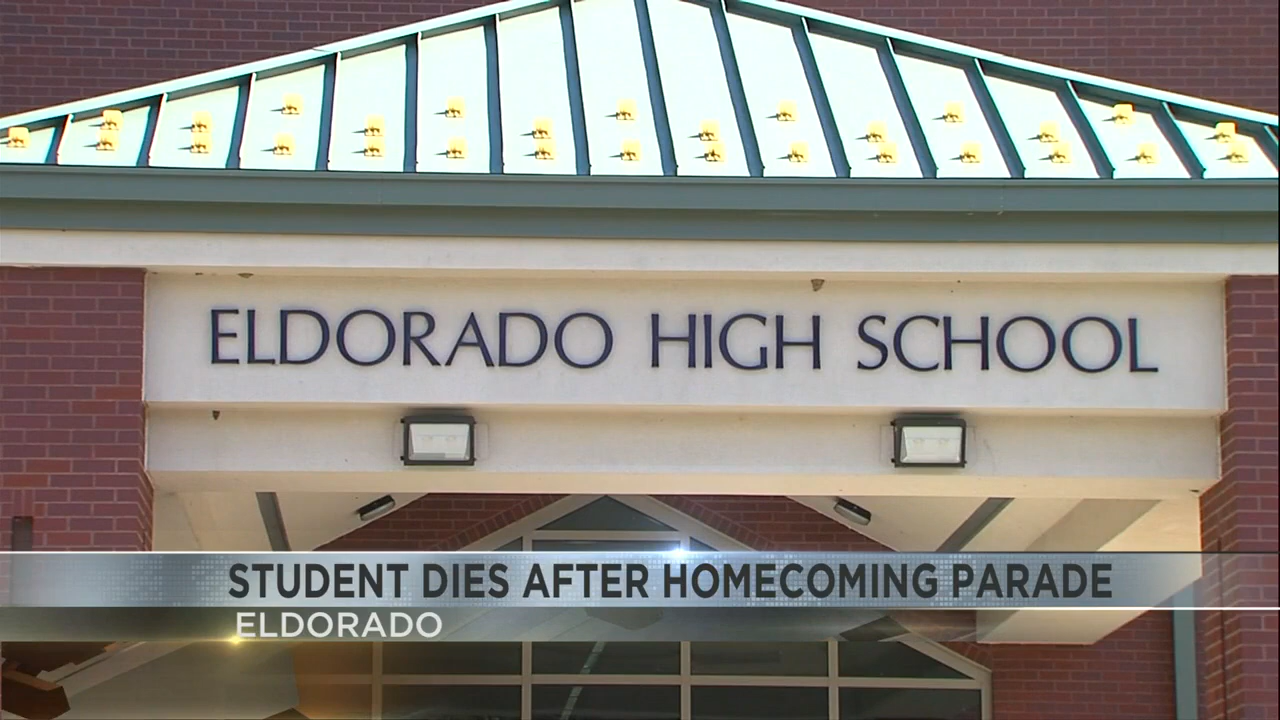 ELDORADO HIGH SCHOOL
STUDENT DIES AFTER HOMECOMING PARADE
ELDORADO